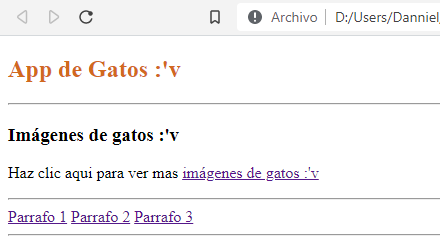 Archivo D:/Users/Danniel/
App de Gatos :'v
Imágenes de gatos :'v
Haz clic aqui para ver mas imágenes de gatos :'v
Parrafo 1 Parrafo 2 Parrafo 3